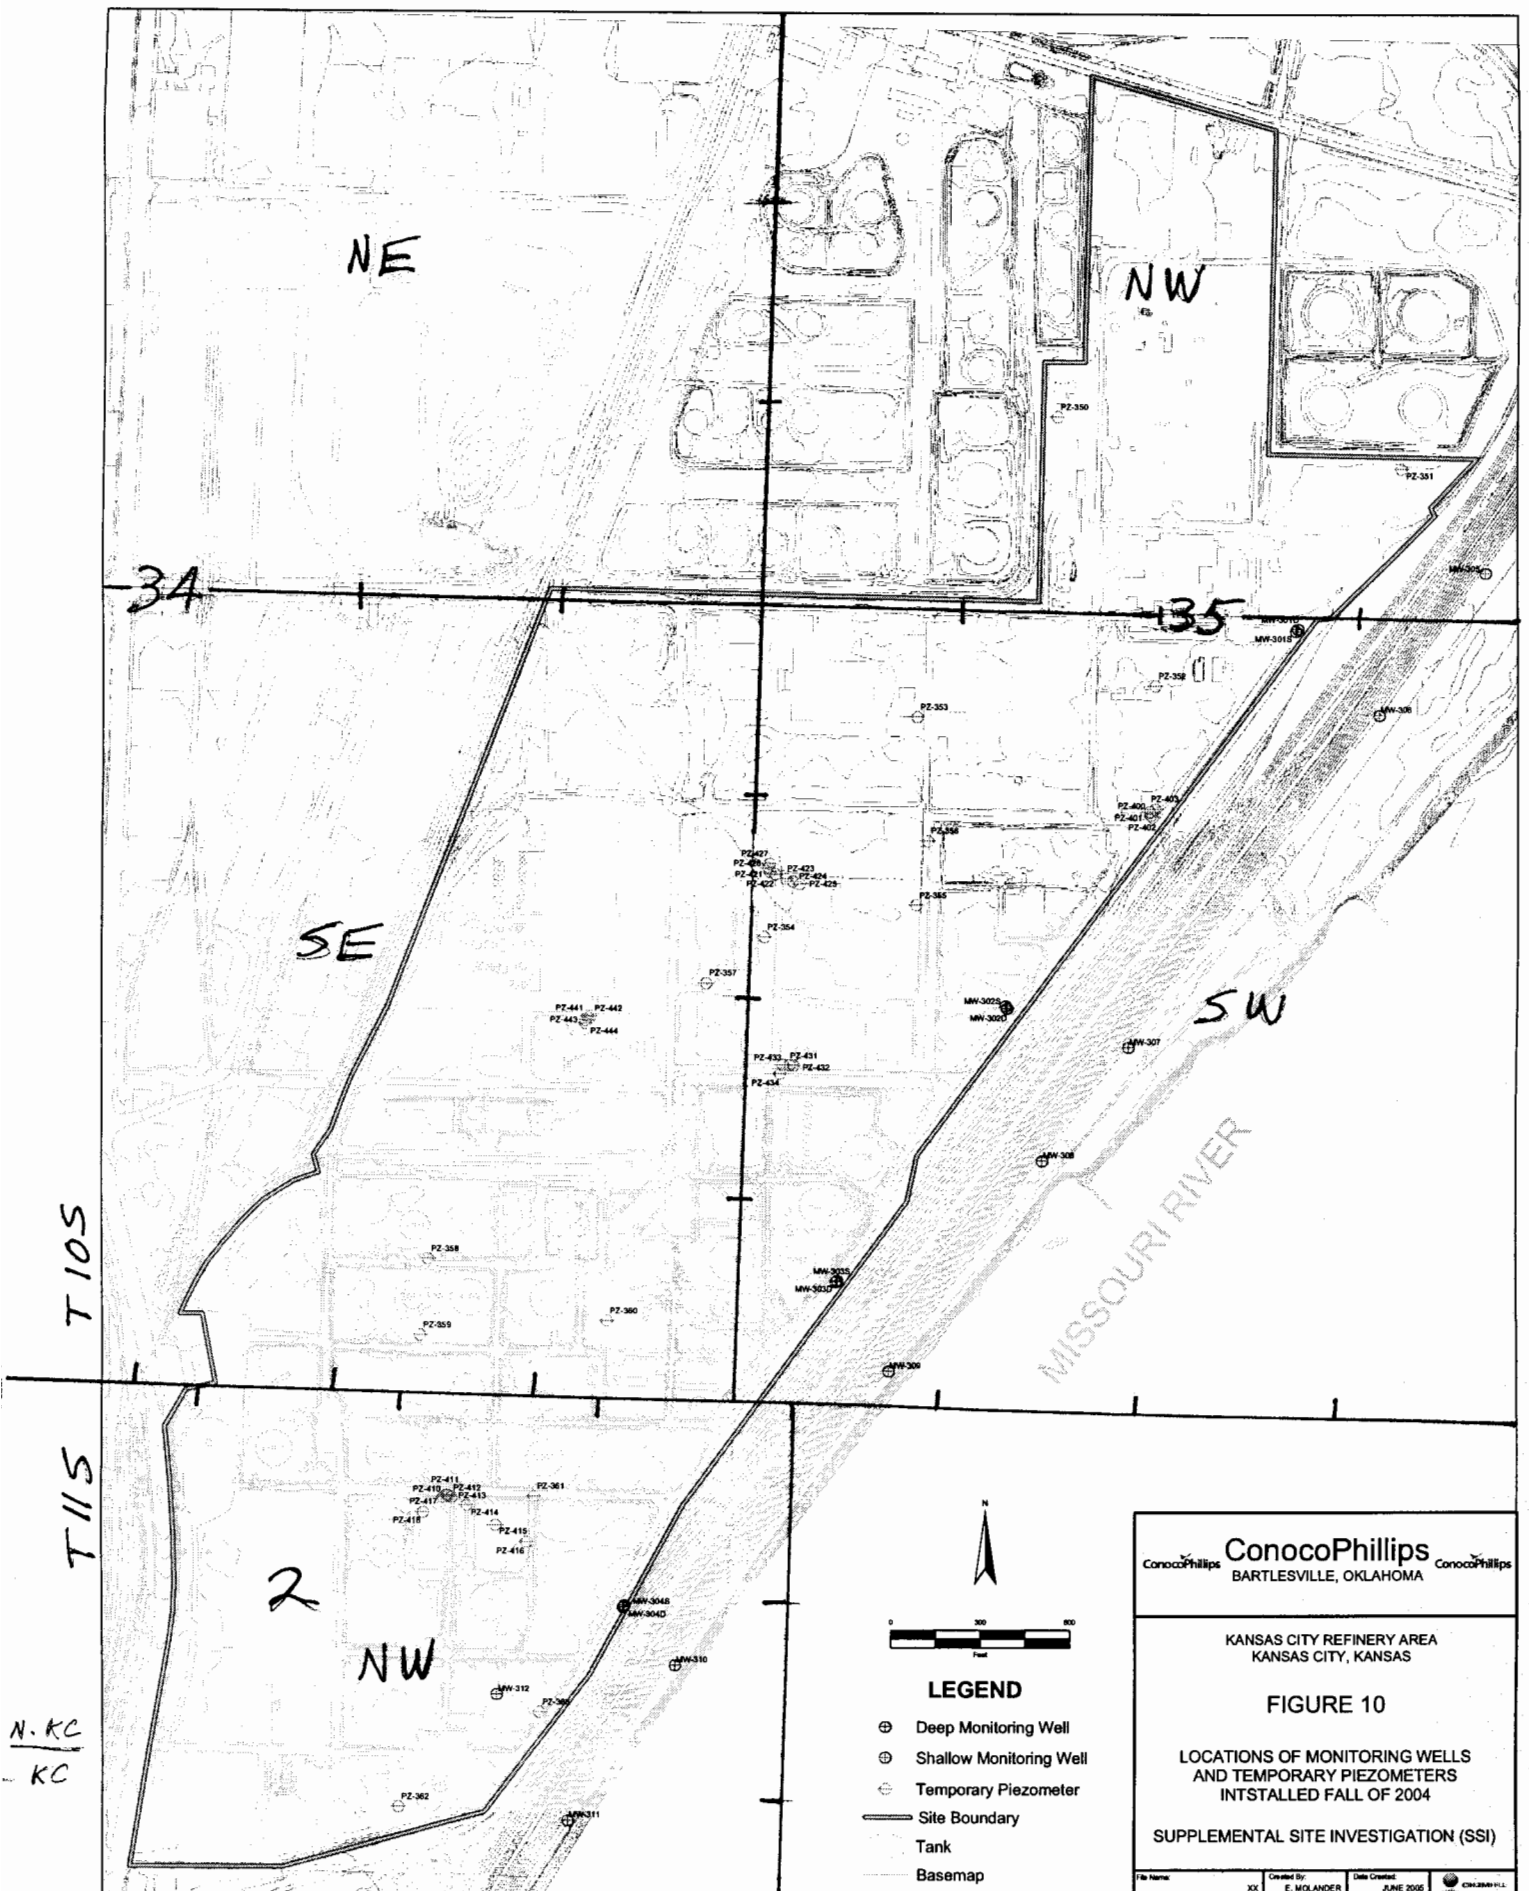 NE
NW
PZ-350
PZ-351
34
MW-305
35
MW-301S
PZ-352
PZ-353
MW-306
PZ-403
PZ-400
PZ-401
PZ-402
PZ-427
PZ-423
PZ-421
PZ-424
PZ-422
PZ-425
SE
PZ-354
PZ-357
PZ-441
PZ-442
PZ-443
PZ-444
MW-302S
MW-302D
SW
MW-307
PZ-433
PZ-431
PZ-432
PZ-434
MW-308
MISSOURI RIVER
T 10S
PZ-358
MW-303S
MW-303D
PZ-360
PZ-359
MW-309
T11S
PZ-411
PZ-410
PZ-412
PZ-361
PZ-413
PZ-417
PZ-414
PZ-418
PZ-415
PZ-416
2
MW-304S
MW-304D
NW
MW-310
MW-312
N. KC
KC
PZ-362
MW-311
N
0 300 600
Feet
LEGEND
Deep Monitoring Well
Shallow Monitoring Well
Temporary Piezometer
Site Boundary
Tank
Basemap
ConocoPhillips ConocoPhillips ConocoPhillips
BARTLESVILLE, OKLAHOMA
KANSAS CITY REFINERY AREA
KANSAS CITY, KANSAS
FIGURE 10
LOCATIONS OF MONITORING WELLS
AND TEMPORARY PIEZOMETERS
INTSTALLED FALL OF 2004
SUPPLEMENTAL SITE INVESTIGATION (SSI)
File Name: Created By: Date Created:
XX E. MOLANDER JUNE 2005 CH2MHILL